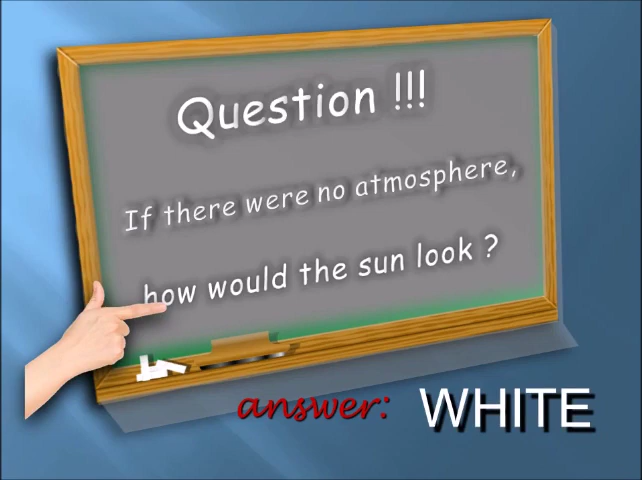 Question !!!
If there were no atmosphere,
how would the sun look ?
answer: WHITE